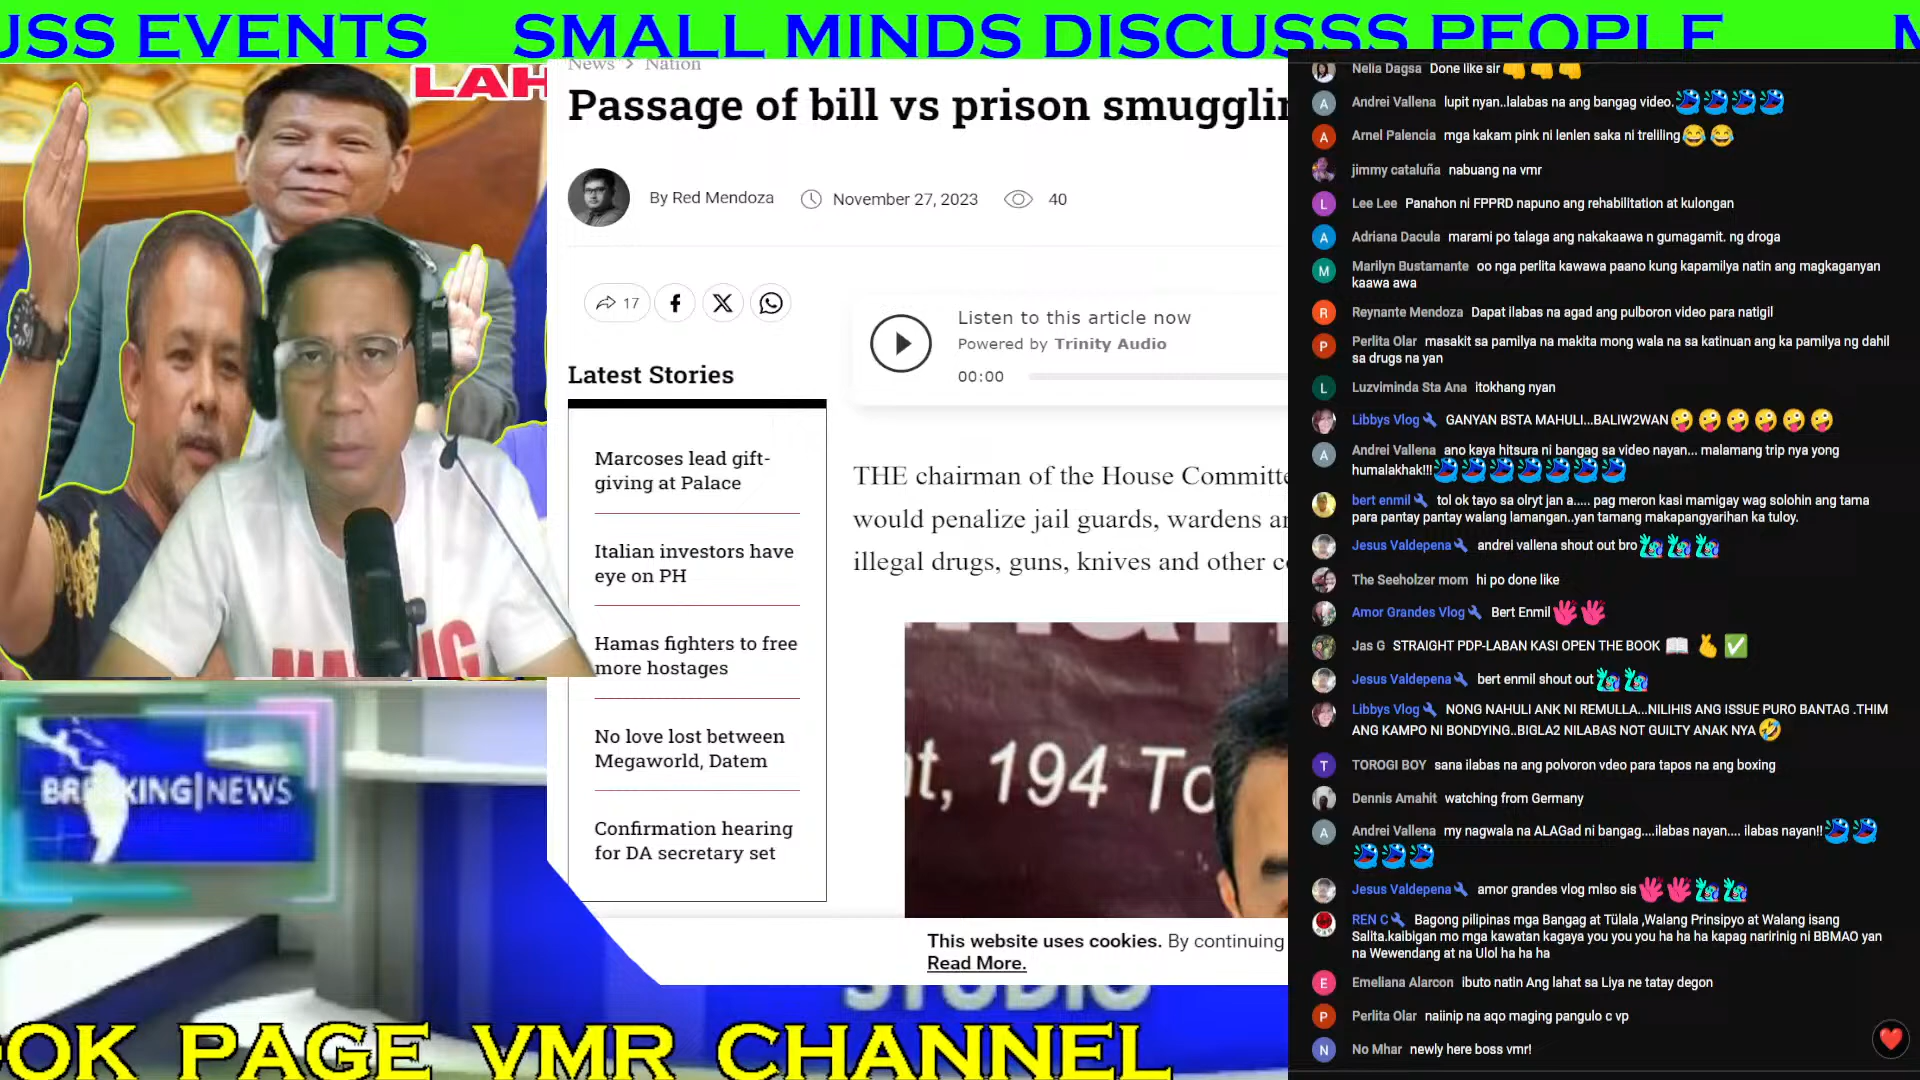 USS EVENTS SMALL MINDS DISCUSSS PEOPLE M
LAH
News > Nation
Passage of bill vs prison smugglin
By Red Mendoza November 27, 2023 40
17
Listen to this article now
Powered by Trinity Audio
00:00
Latest Stories
Marcoses lead gift-
giving at Palace
Italian investors have
eye on PH
Hamas fighters to free
more hostages
No love lost between
Megaworld, Datem
Confirmation hearing
for DA secretary set
THE chairman of the House Committe
would penalize jail guards, wardens an
illegal drugs, guns, knives and other co
nt, 194 To
This website uses cookies. By continuing
Read More.
BREAKING|NEWS
STUDIO
OOK PAGE VMR CHANNEL
Nelia Dagsa Done like sir
Andrei Vallena lupit nyan..lalabas na ang bangag video.
Arnel Palencia mga kakam pink ni lenlen saka ni treliling
jimmy cataluña nabuang na vmr
Lee Lee Panahon ni FPPRD napuno ang rehabilitation at kulongan
Adriana Dacula marami po talaga ang nakakaawa n gumagamit. ng droga
Marilyn Bustamante oo nga perlita kawawa paano kung kapamilya natin ang magkaganyan
kaawa awa
Reynante Mendoza Dapat ilabas na agad ang pulboron video para natigil
Perlita Olar masakit sa pamilya na makita mong wala na sa katinuan ang ka pamilya ng dahil
sa drugs na yan
Luzviminda Sta Ana itokhang nyan
Libbys Vlog GANYAN BSTA MAHULI...BALIW2WAN
Andrei Vallena ano kaya hitsura ni bangag sa video nayan... malamang trip nya yong
humalakhak!!!
bert enmil tol ok tayo sa olryt jan a..... pag meron kasi mamigay wag solohin ang tama
para pantay pantay walang lamangan..yan tamang makapangyarihan ka tuloy.
Jesus Valdepena andrei vallena shout out bro
The Seeholzer mom hi po done like
Amor Grandes Vlog Bert Enmil
Jas G STRAIGHT PDP-LABAN KASI OPEN THE BOOK
Jesus Valdepena bert enmil shout out
Libbys Vlog NONG NAHULI ANK NI REMULLA...NILIHIS ANG ISSUE PURO BANTAG .THIM
ANG KAMPO NI BONDYING..BIGLA2 NILABAS NOT GUILTY ANAK NYA
TOROGI BOY sana ilabas na ang polvoron vdeo para tapos na ang boxing
Dennis Amahit watching from Germany
Andrei Vallena my nagwala na ALAGad ni bangag....ilabas nayan.... ilabas nayan!!
Jesus Valdepena amor grandes vlog mlso sis
REN C Bagong pilipinas mga Bangag at Tülala ,Walang Prinsipyo at Walang isang
Salita.kaibigan mo mga kawatan kagaya you you you ha ha ha kapag naririnig ni BBMAO yan
na Wewendang at na Ulol ha ha ha
Emeliana Alarcon ibuto natin Ang lahat sa LIya ne tatay degon
Perlita Olar naiinip na aqo maging pangulo c vp
No Mhar newly here boss vmr!